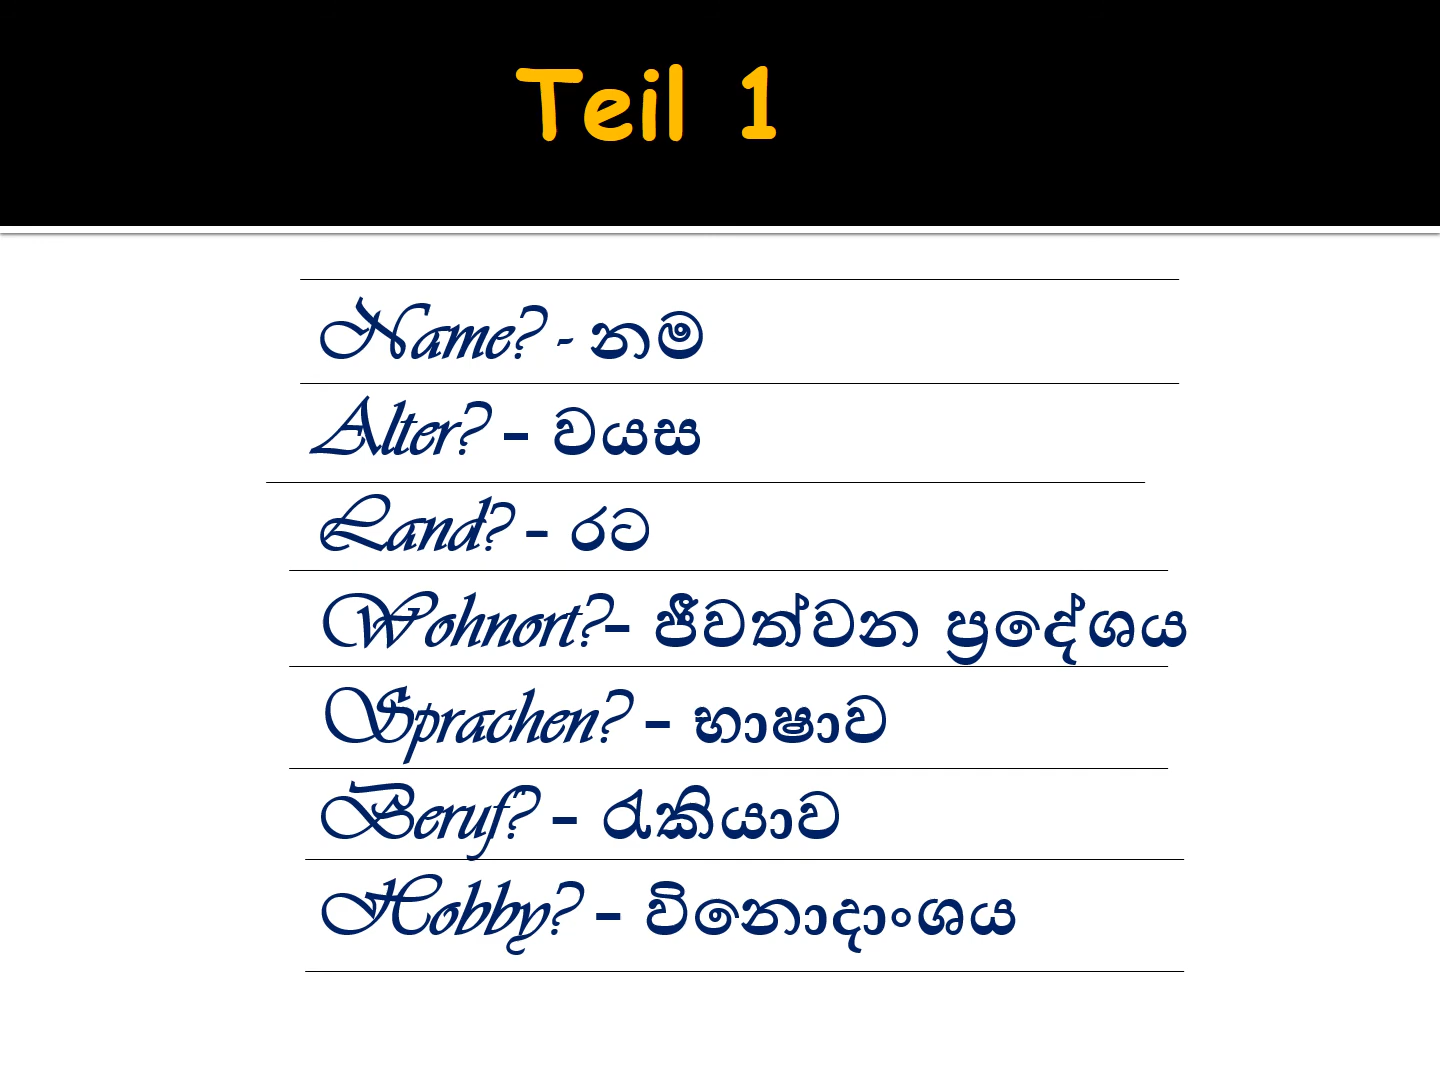 Teil 1
Name? - නම
Alter? – වයස
Land? – රට
Wohnort?– ජීවත්වන ප්‍රදේශය
Sprachen? – භාෂාව
Beruf? – රැකියාව
Hobby? – විනොදාංශය